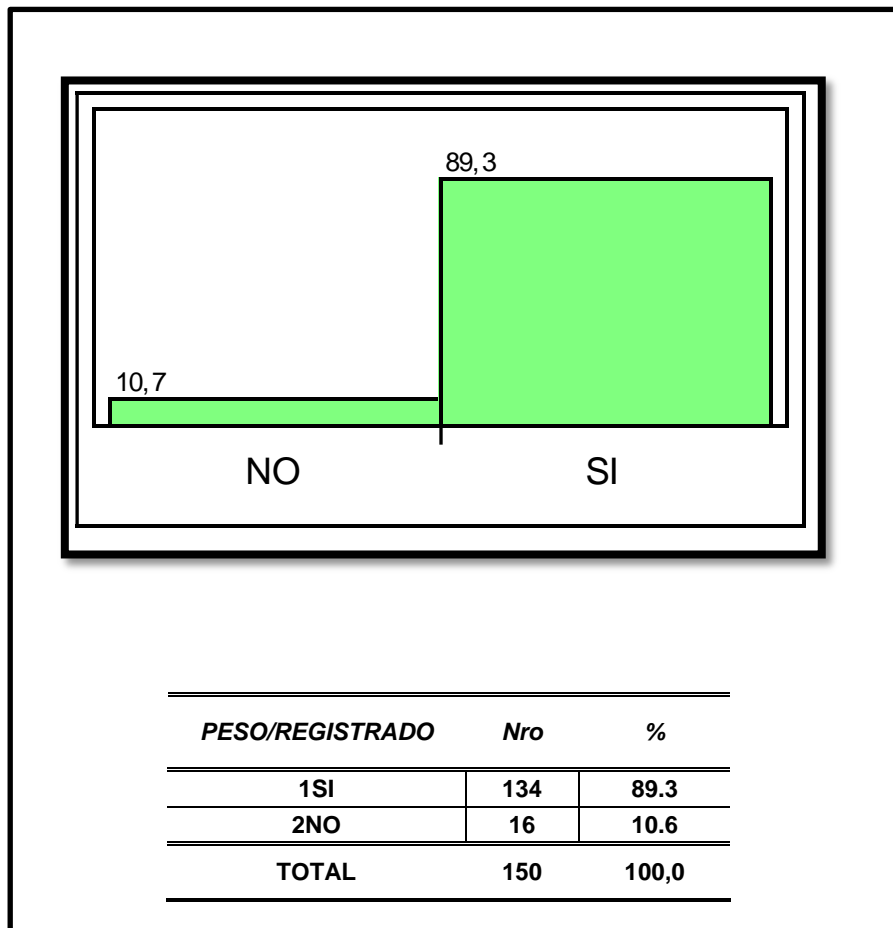 89,3
10,7
NO SI
PESO/REGISTRADO Nro %
1SI 134 89.3
2NO 16 10.6
TOTAL 150 100,0